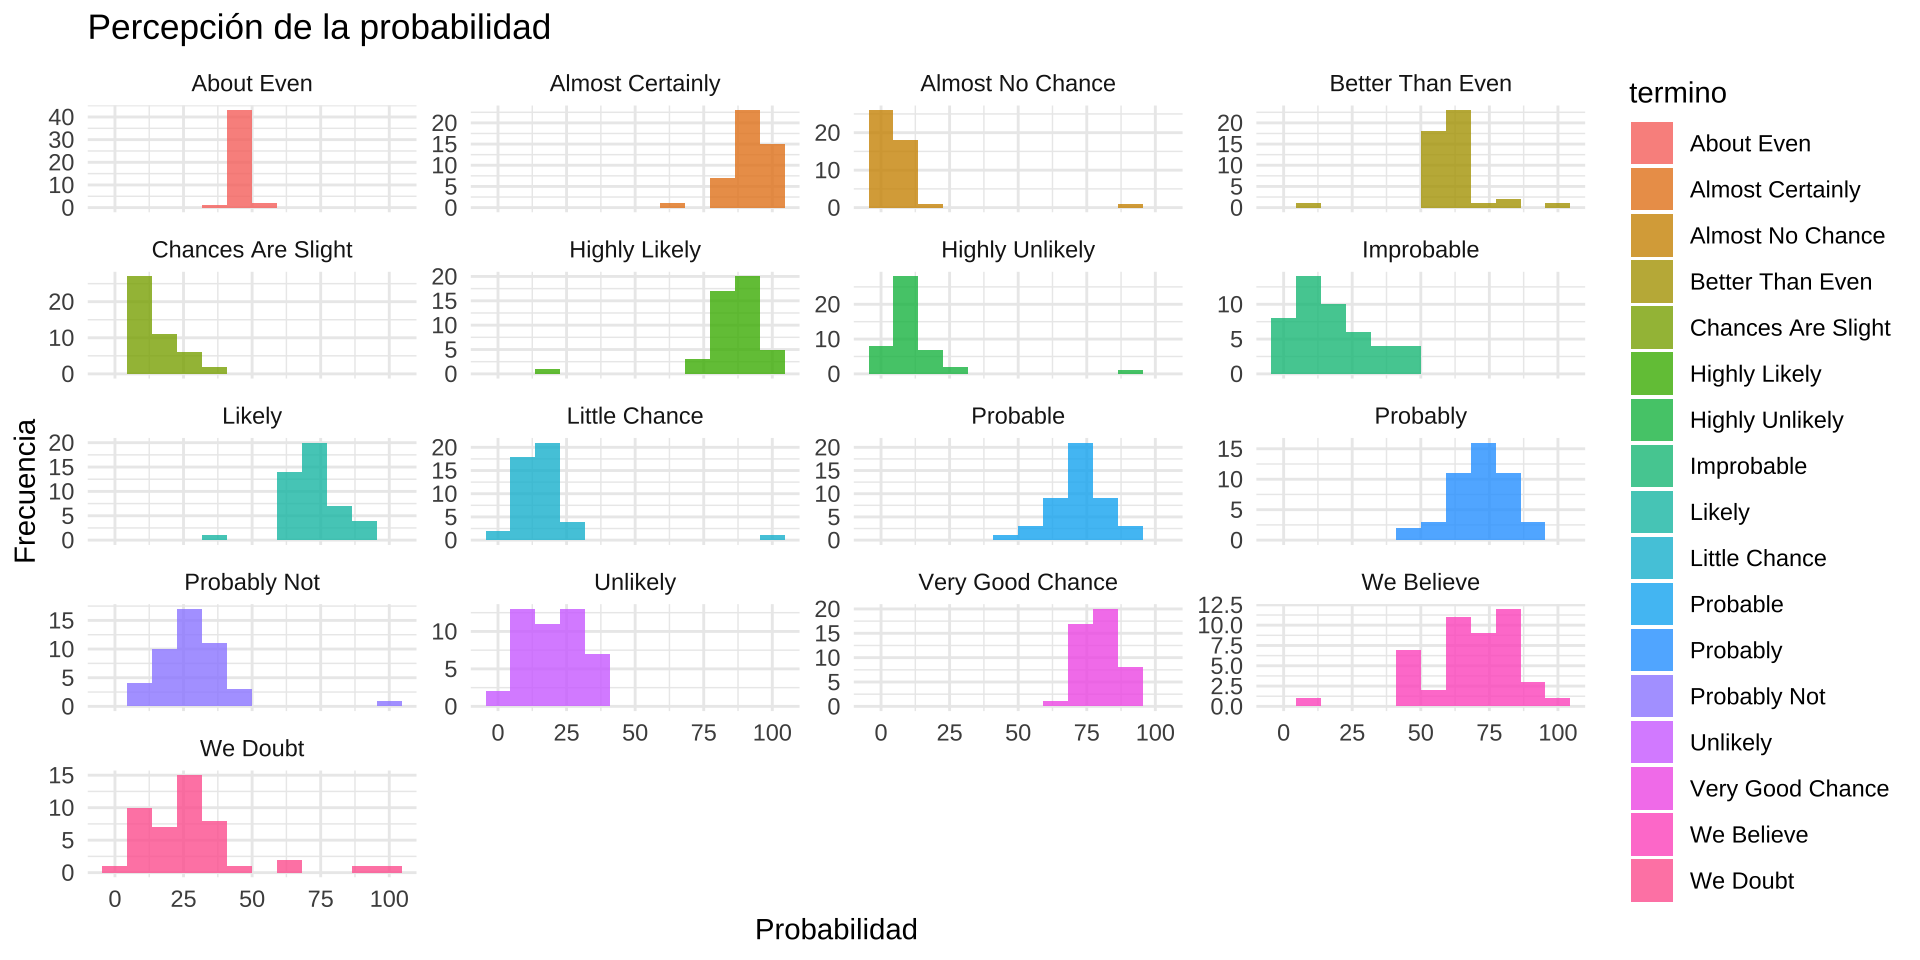 Percepción de la probabilidad
About Even
Almost Certainly
Almost No Chance
Better Than Even
40
30
20
10
0
20
15
10
5
0
20
10
0
20
15
10
5
0
Chances Are Slight
Highly Likely
Highly Unlikely
Improbable
20
10
0
20
15
10
5
0
20
10
0
10
5
0
Likely
Little Chance
Probable
Probably
20
15
10
5
0
20
15
10
5
0
20
15
10
5
0
15
10
5
0
Probably Not
Unlikely
Very Good Chance
We Believe
15
10
5
0
10
5
0
20
15
10
5
0
12.5
10.0
7.5
5.0
2.5
0.0
0 25 50 75 100
0 25 50 75 100
0 25 50 75 100
We Doubt
15
10
5
0
0 25 50 75 100
Frecuencia
Probabilidad
termino
About Even
Almost Certainly
Almost No Chance
Better Than Even
Chances Are Slight
Highly Likely
Highly Unlikely
Improbable
Likely
Little Chance
Probable
Probably
Probably Not
Unlikely
Very Good Chance
We Believe
We Doubt